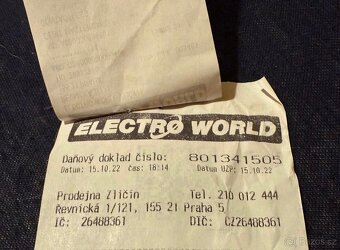 ELECTRO WORLD
Daňový doklad číslo: 801341505
Datum: 15.10.22 čas: 18:14 Datum UZP: 15.10.22
Prodejna Zličín Tel. 210 012 444
Řevnická 1/121, 155 21 Praha 5
IČ: 26488361 DIČ: CZ26488361